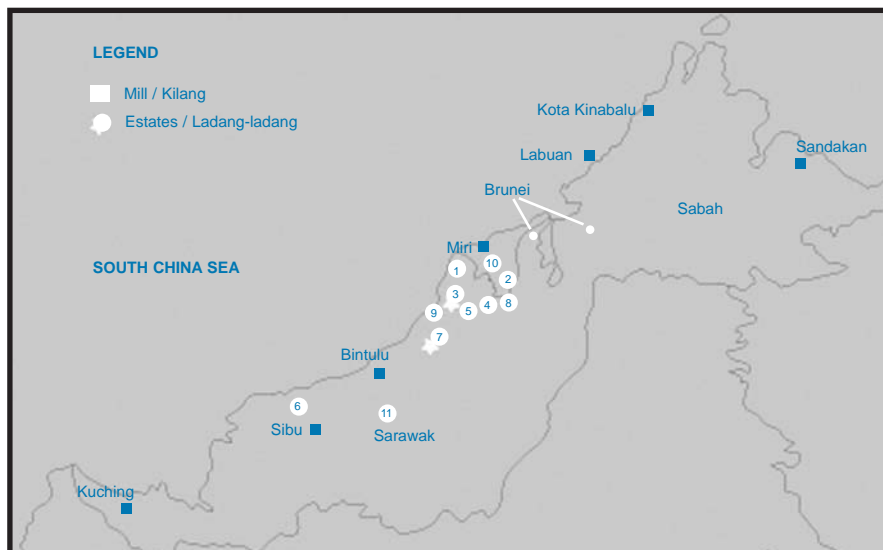 LEGEND
Mill / Kilang
Estates / Ladang-ladang
Kota Kinabalu
Labuan
Sandakan
Brunei
Sabah
Miri
SOUTH CHINA SEA
1
10
2
3
9
5
4
8
7
Bintulu
6
11
Sibu
Sarawak
Kuching